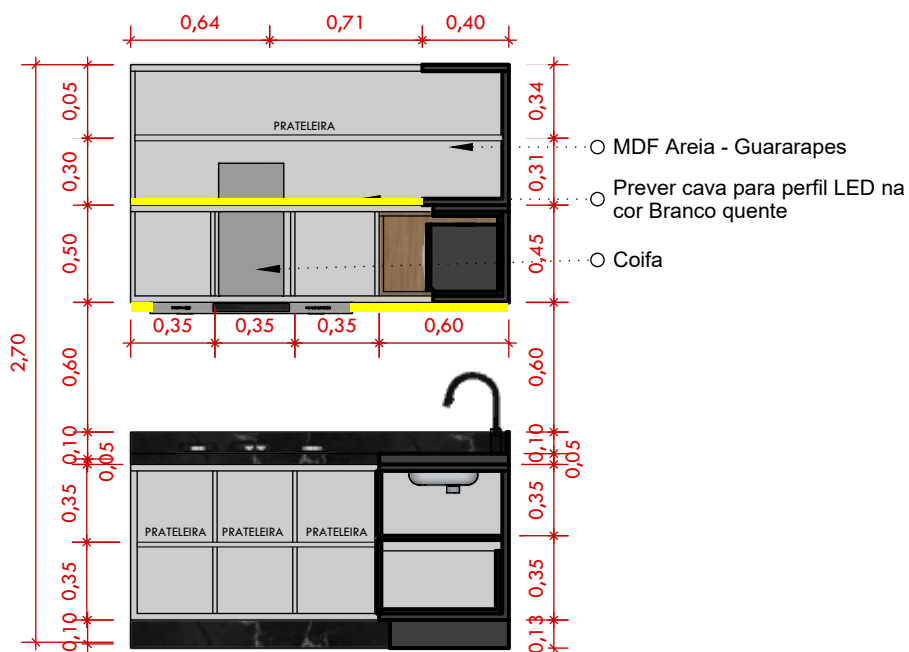 0,64 0,71 0,40
0,05
0,34
PRATELEIRA
MDF Areia - Guararapes
0,30
0,31
Prever cava para perfil LED na
cor Branco quente
0,50
0,45
Coifa
0,35 0,35 0,35 0,60
2,70
0,60
0,60
0,10
0,10
0,05
0,05
0,35
0,35
PRATELEIRA PRATELEIRA PRATELEIRA
0,35
0,35
0,10
0,13